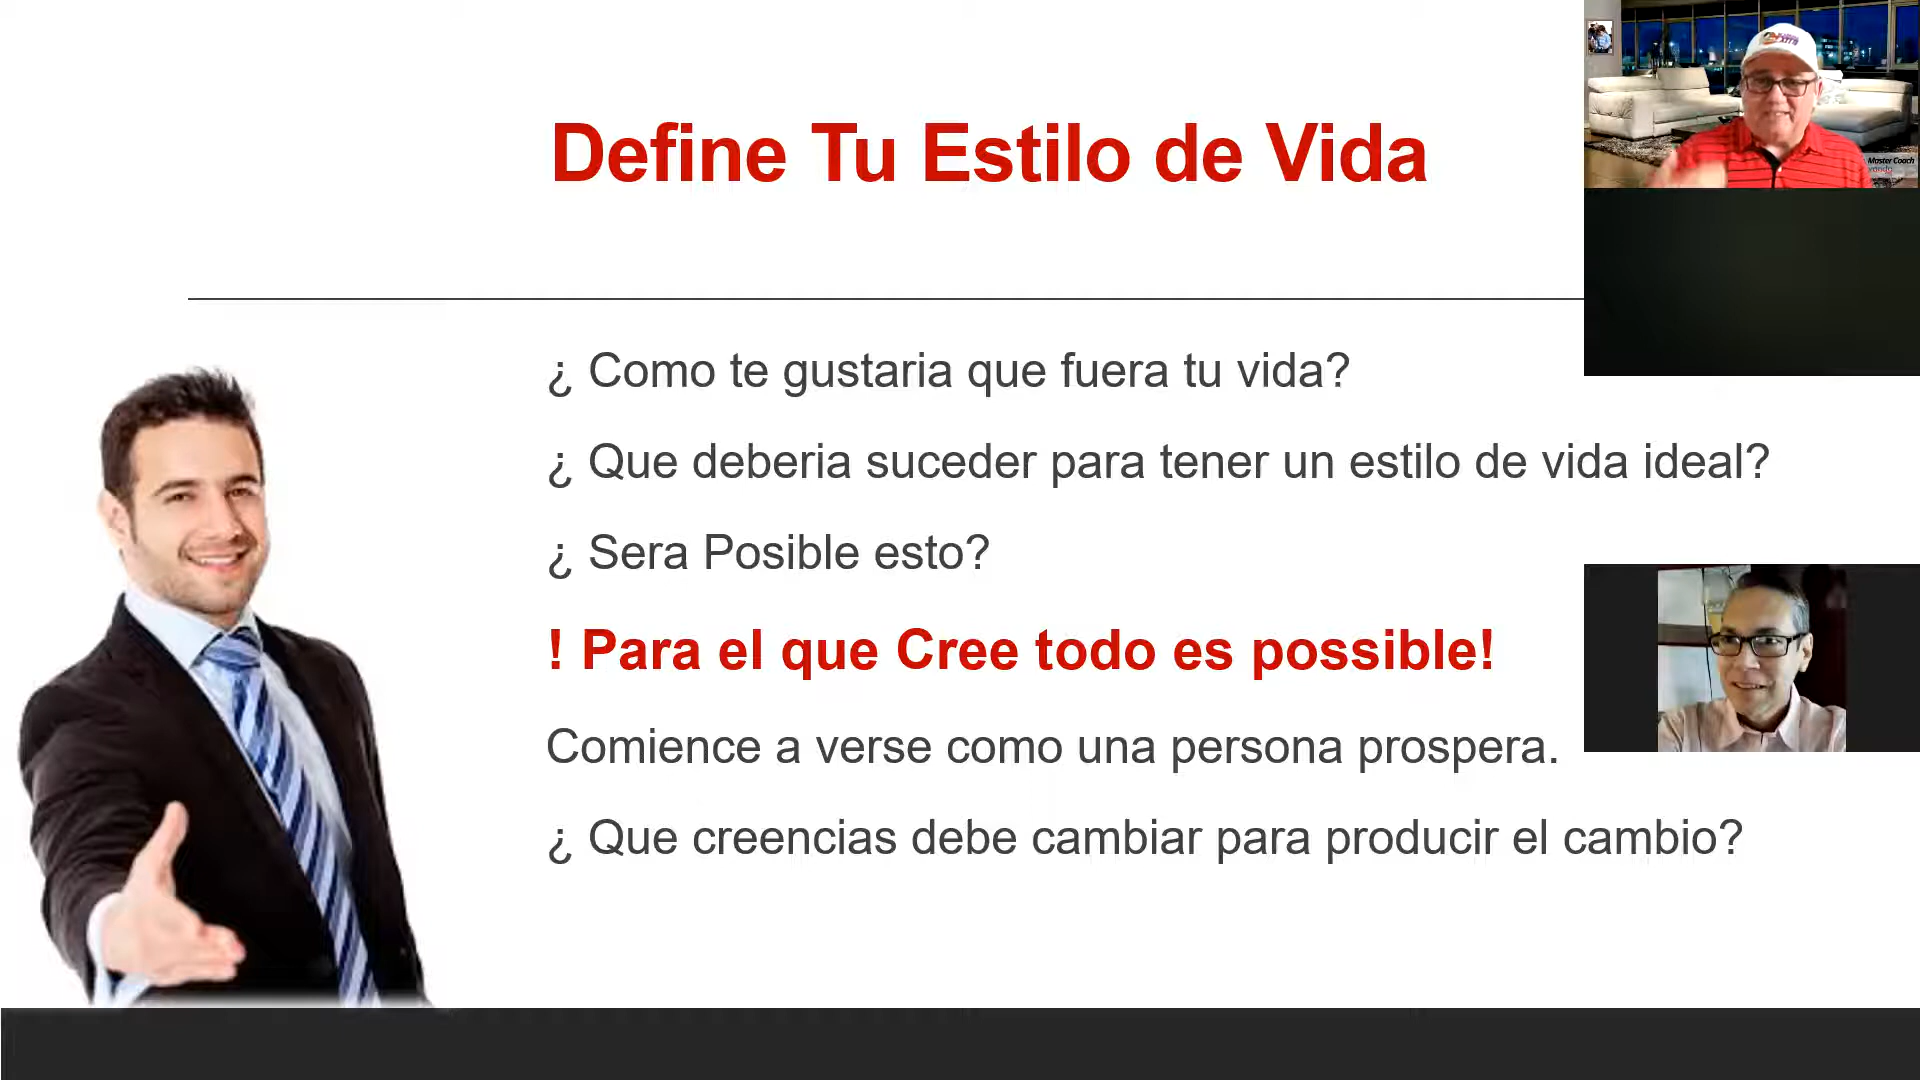 Define Tu Estilo de Vida
¿ Como te gustaria que fuera tu vida?
¿ Que deberia suceder para tener un estilo de vida ideal?
¿ Sera Posible esto?
! Para el que Cree todo es possible!
Comience a verse como una persona prospera.
¿ Que creencias debe cambiar para producir el cambio?
Master Coach